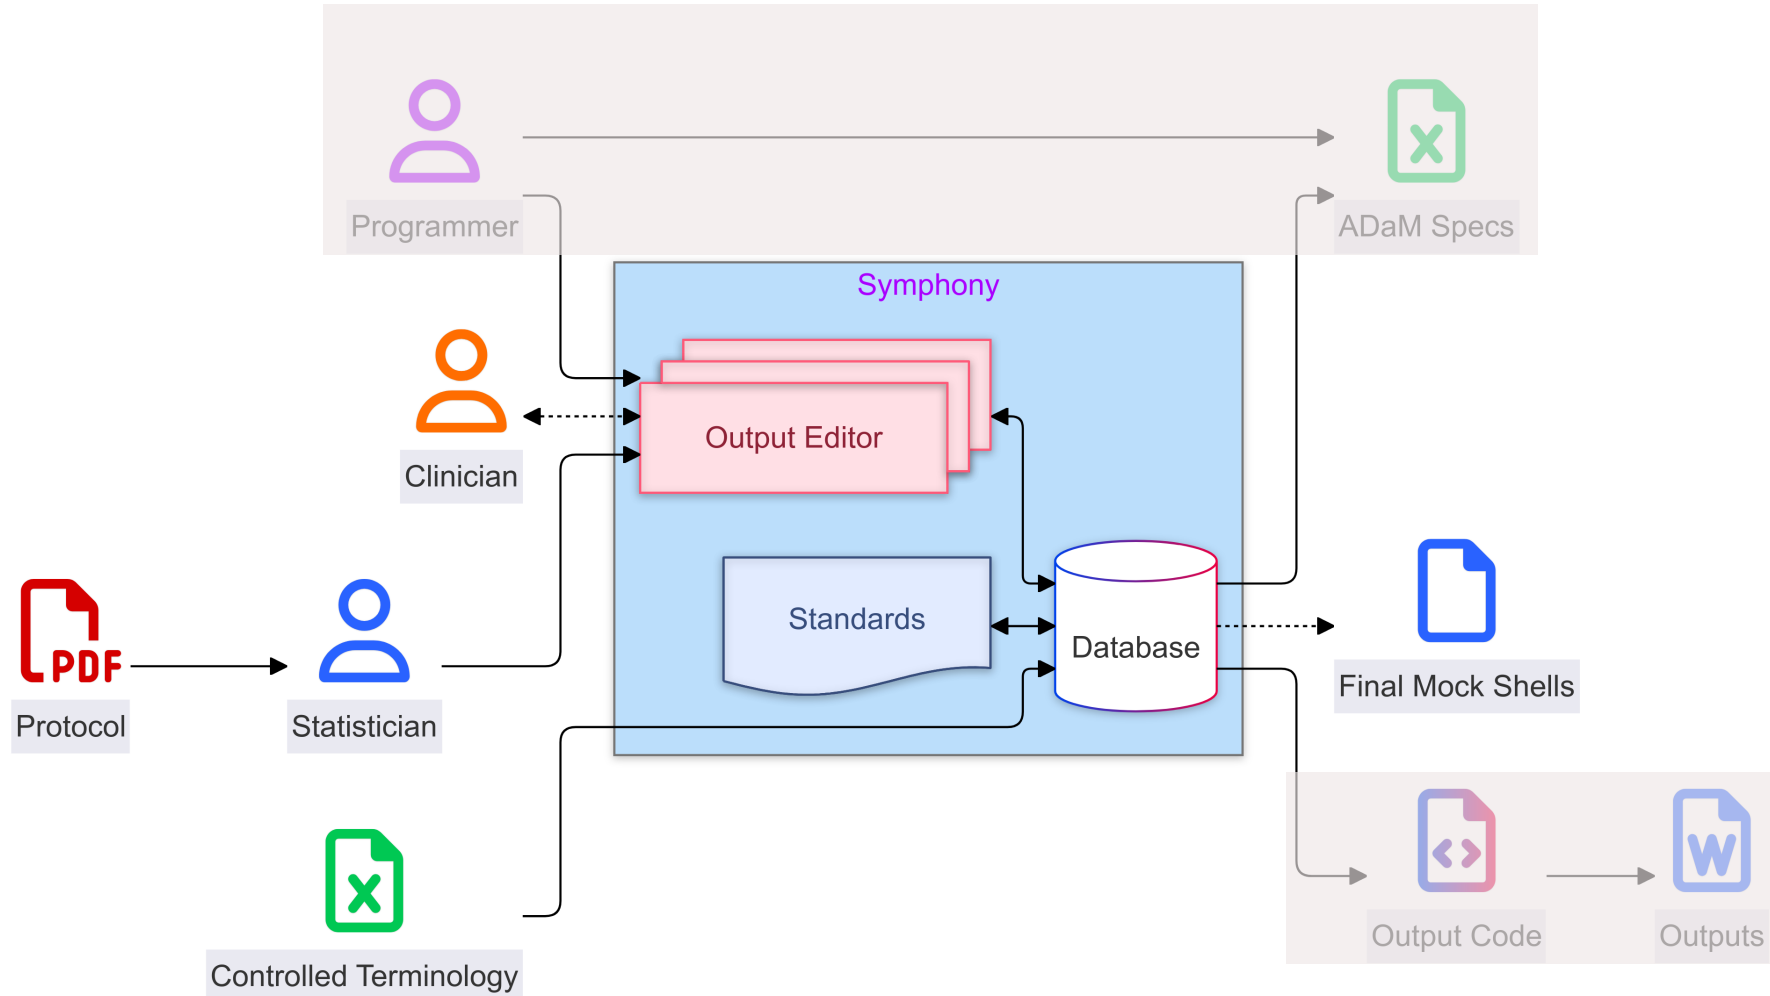 Programmer
ADaM Specs
Symphony
Output Editor
Clinician
Standards
Database
PDF
Protocol
Statistician
Final Mock Shells
X
Controlled Terminology
Output Code
W
Outputs